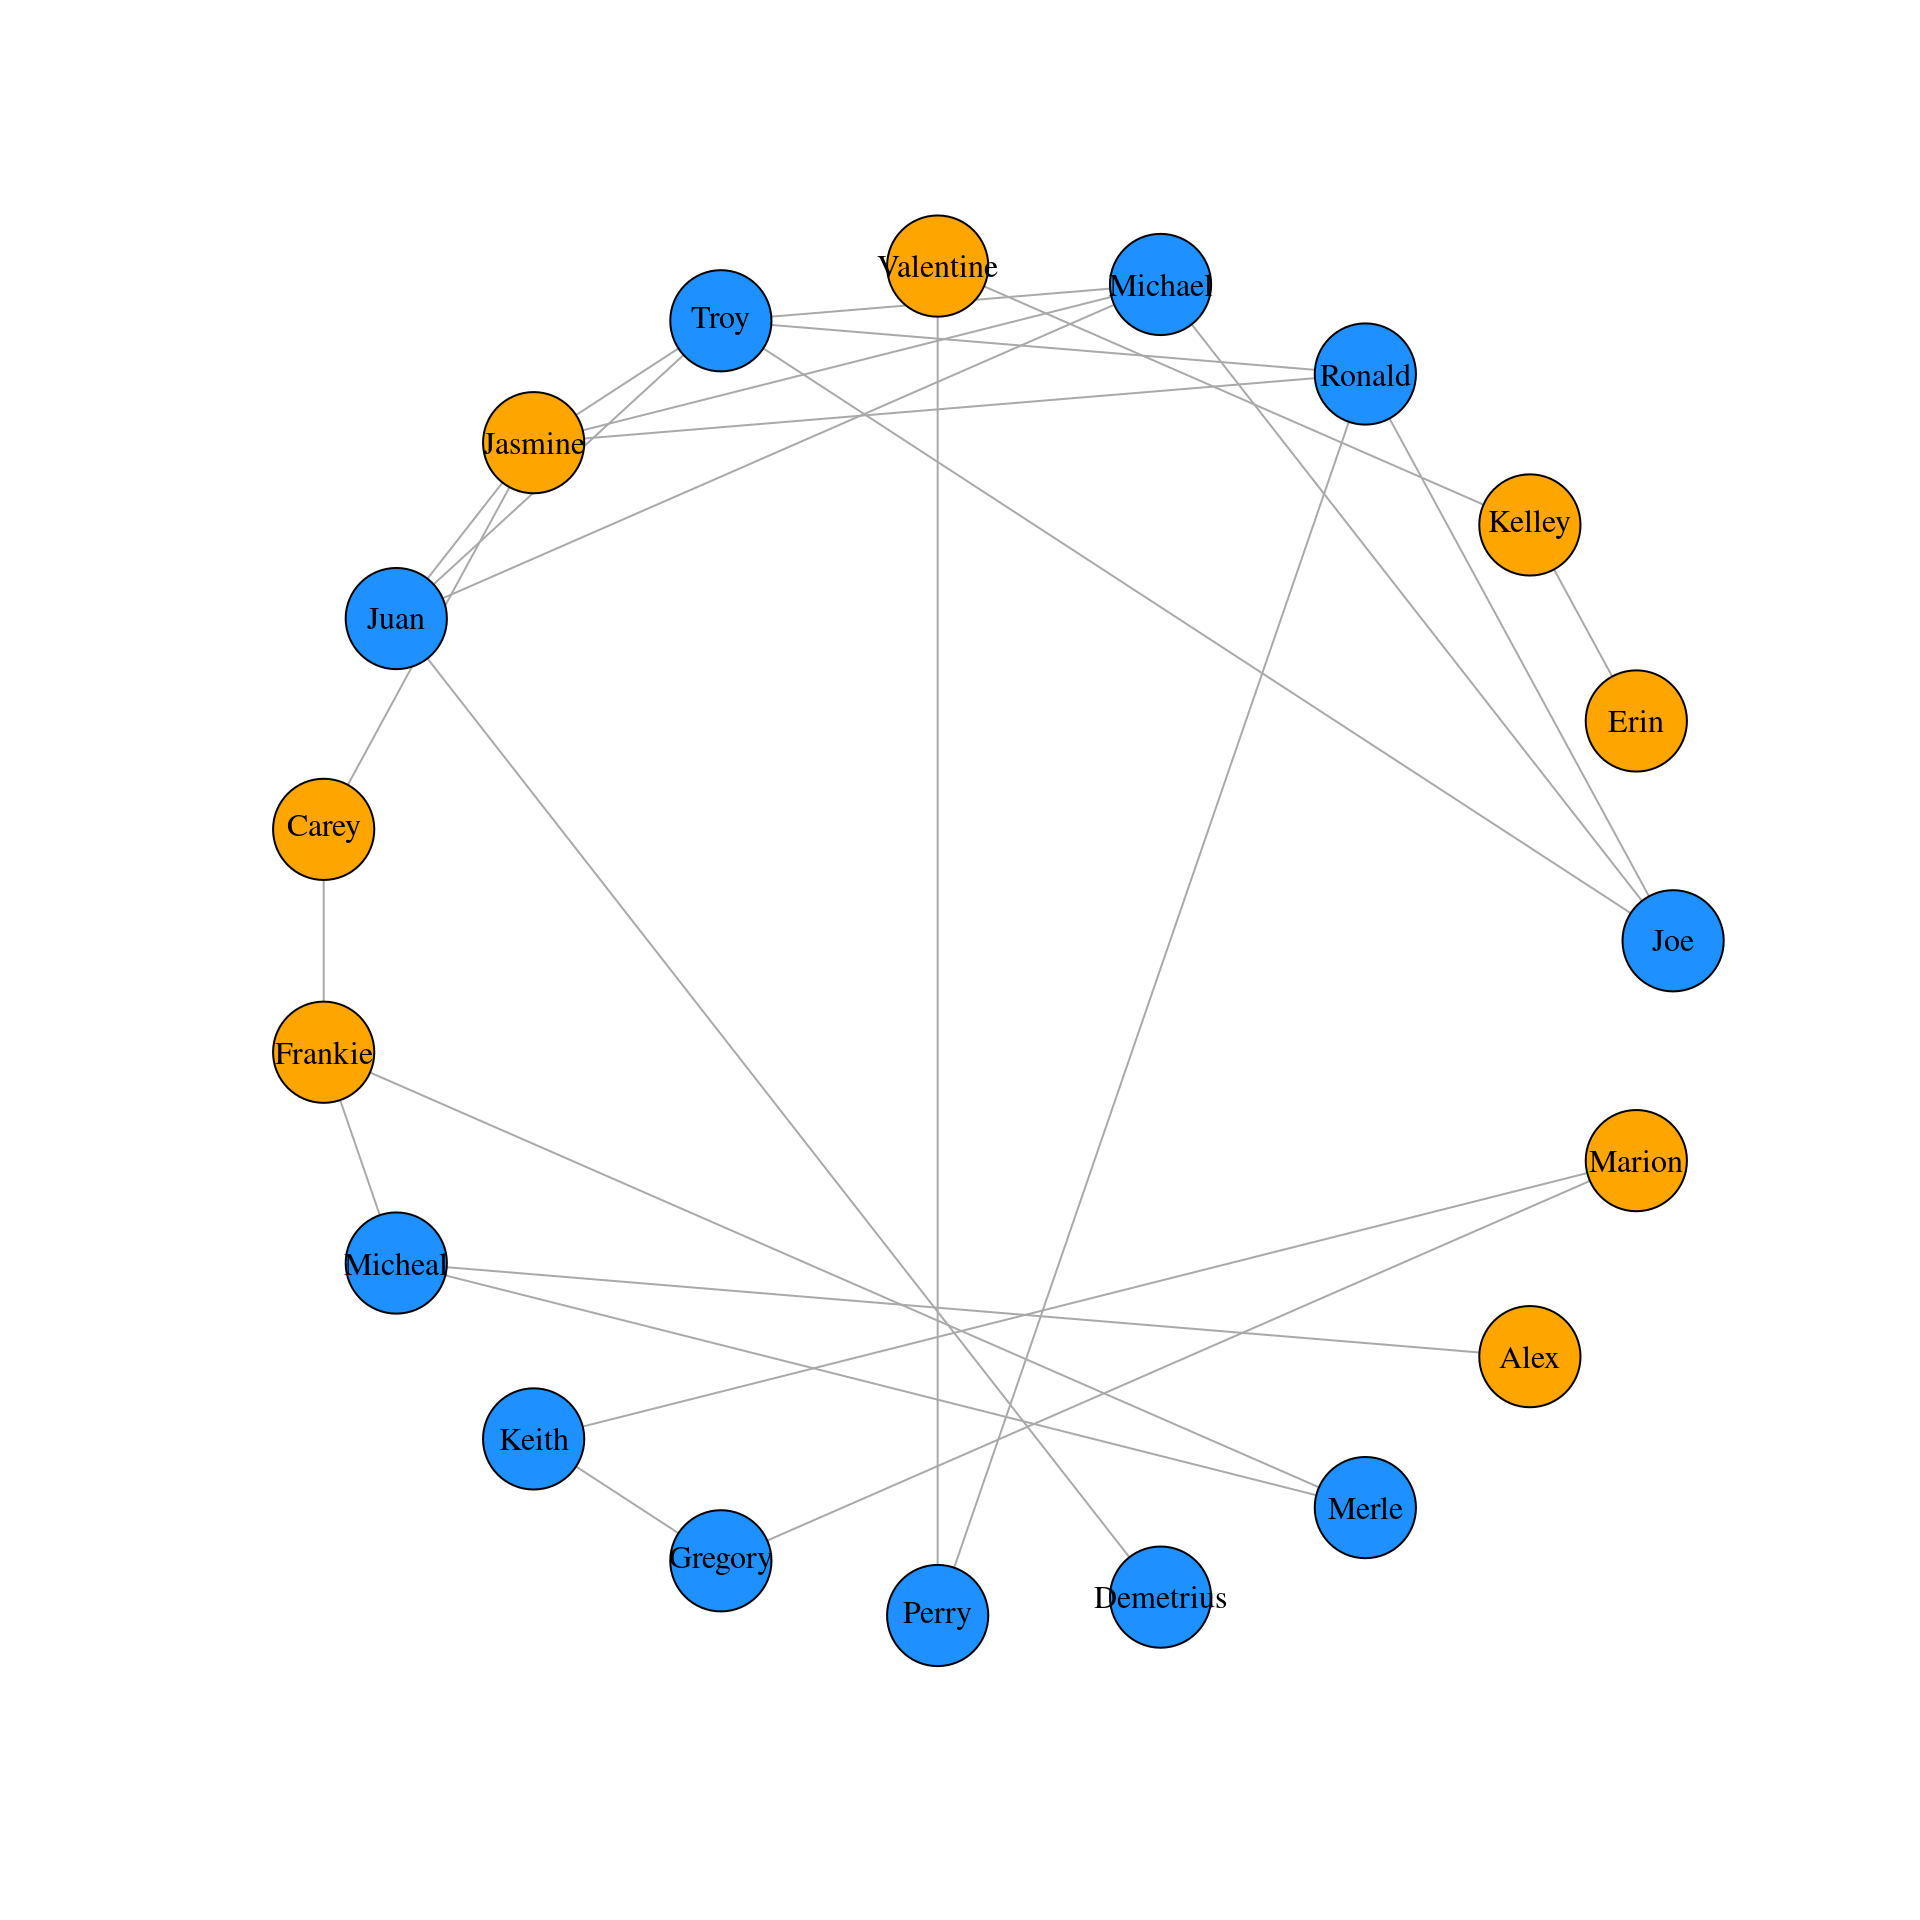 Valentine
Michael
Troy
Ronald
Jasmine
Kelley
Juan
Erin
Carey
Joe
Frankie
Marion
Micheal
Alex
Keith
Merle
Gregory
Demetrius
Perry